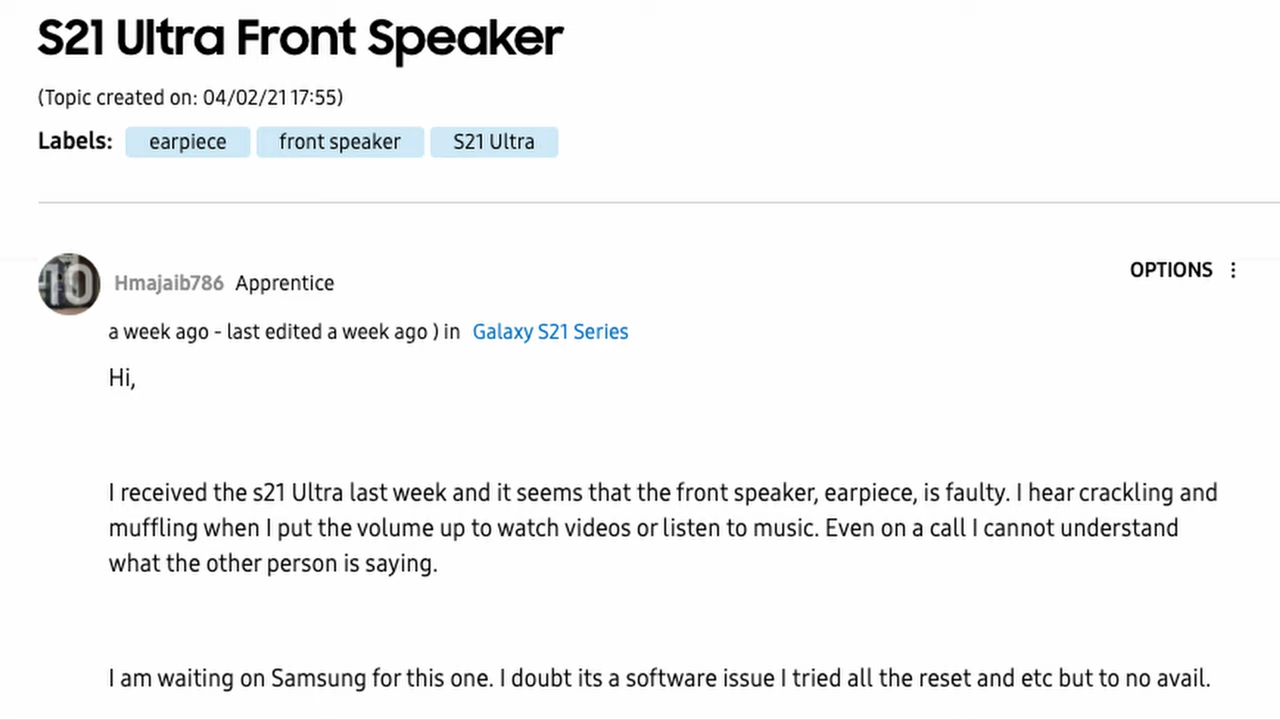 S21 Ultra Front Speaker
(Topic created on: 04/02/21 17:55)
Labels: earpiece front speaker S21 Ultra
10
Hmajaib786 Apprentice
OPTIONS
a week ago - last edited a week ago ) in Galaxy S21 Series
Hi,
I received the s21 Ultra last week and it seems that the front speaker, earpiece, is faulty. I hear crackling and
muffling when I put the volume up to watch videos or listen to music. Even on a call I cannot understand
what the other person is saying.
I am waiting on Samsung for this one. I doubt its a software issue I tried all the reset and etc but to no avail.